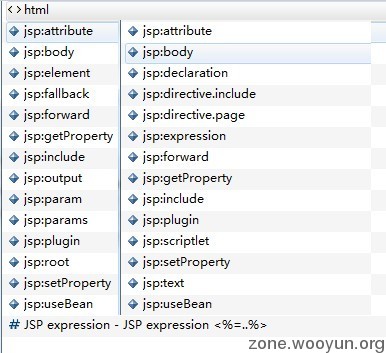 <> html
jsp:attribute
jsp:body
jsp:element
jsp:fallback
jsp:forward
jsp:getProperty
jsp:include
jsp:output
jsp:param
jsp:params
jsp:plugin
jsp:root
jsp:setProperty
jsp:useBean
jsp:attribute
jsp:body
jsp:declaration
jsp:directive.include
jsp:directive.page
jsp:expression
jsp:forward
jsp:getProperty
jsp:include
jsp:plugin
jsp:scriptlet
jsp:setProperty
jsp:text
jsp:useBean
# JSP expression - JSP expression <%=..%>
zone.wooyun.org